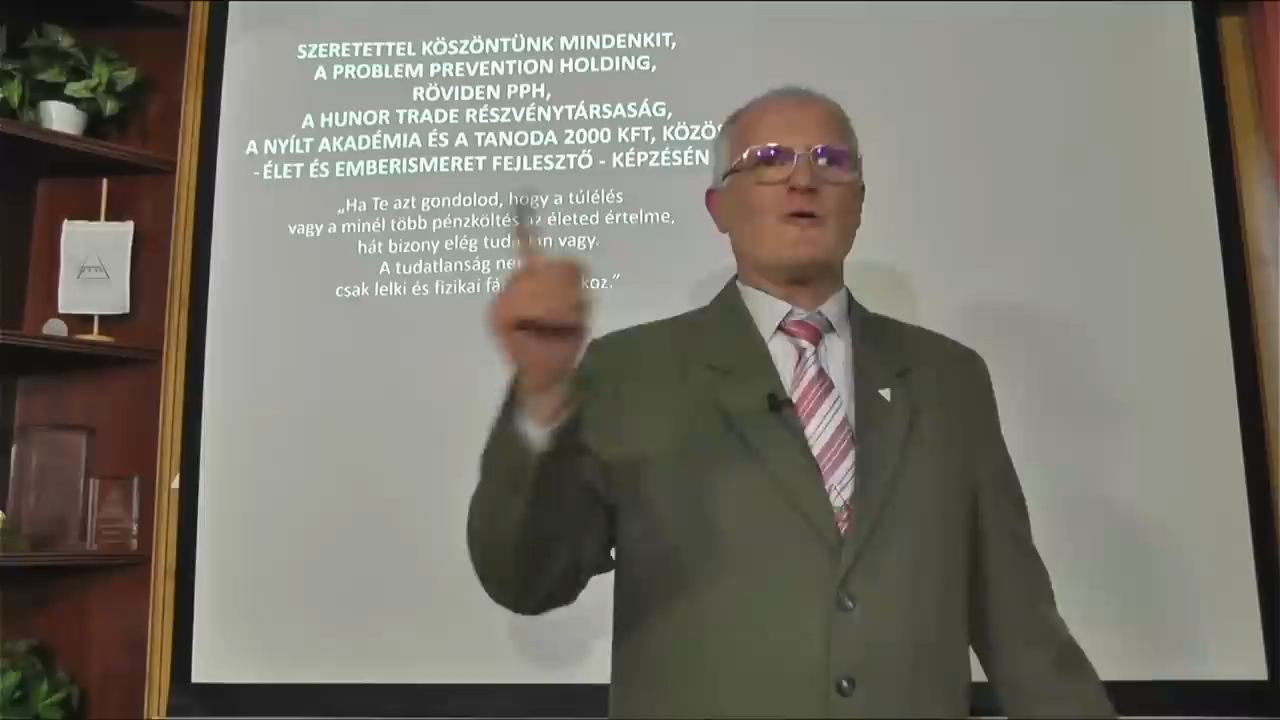 SZERETETTEL KÖSZÖNTÜNK MINDENKIT,
A PROBLEM PREVENTION HOLDING,
RÖVIDEN PPH,
A HUNOR TRADE RÉSZVÉNYTÁRSASÁG,
A NYÍLT AKADÉMIA ÉS A TANODA 2000 KFT,
- ÉLET ÉS EMBERISMERET FEJLESZTŐ - KÉPZÉSÉN
„Ha Te azt gondolod, hogy a túlélés
vagy a minél több pénzköltés az életed értelme,
hát bizony elég vagy.
A tudatlanság
csak lelki és fizikai